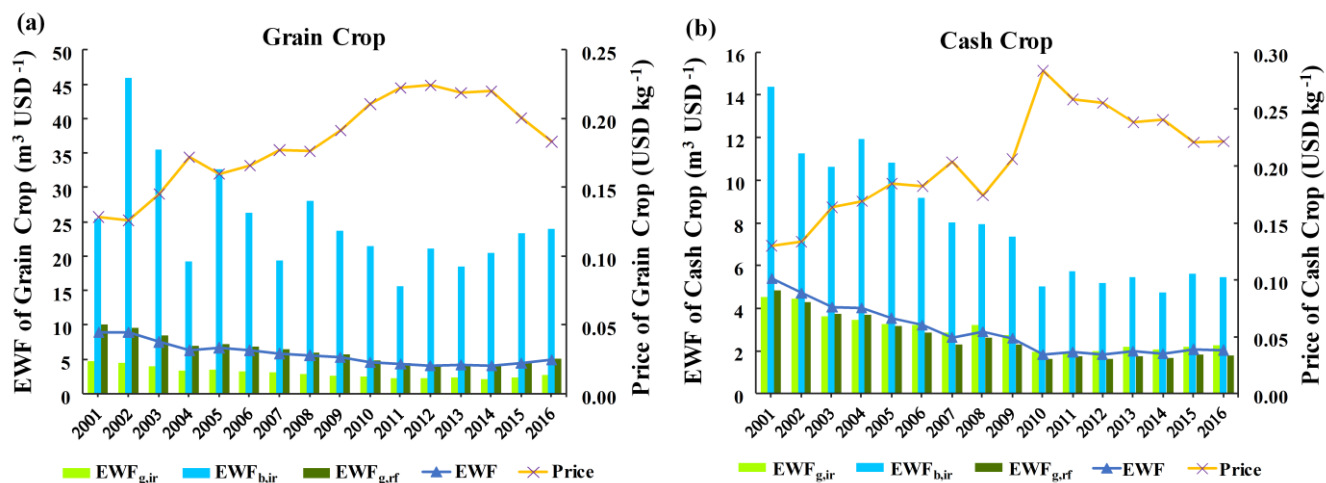 (a)
Grain Crop
EWF of Grain Crop (m³ USD⁻¹)
50
45
40
35
30
25
20
15
10
5
0
0.25
0.20
0.15
0.10
0.05
0.00
Price of Grain Crop (USD kg⁻¹)
2001 2002 2003 2004 2005 2006 2007 2008 2009 2010 2011 2012 2013 2014 2015 2016
EWFg,ir EWFb,ir EWFg,rf EWF Price
(b)
Cash Crop
EWF of Cash Crop (m³ USD⁻¹)
16
14
12
10
8
6
4
2
0
0.30
0.25
0.20
0.15
0.10
0.05
0.00
Price of Cash Crop (USD kg⁻¹)
2001 2002 2003 2004 2005 2006 2007 2008 2009 2010 2011 2012 2013 2014 2015 2016
EWFg,ir EWFb,ir EWFg,rf EWF Price